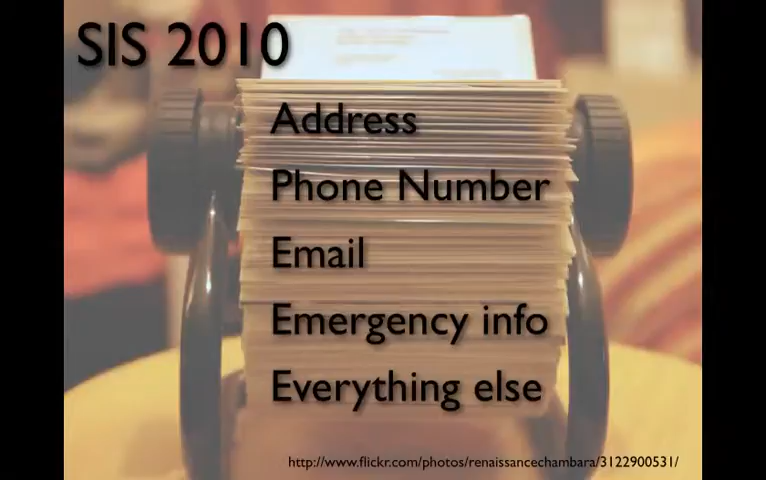 SIS 2010
Address
Phone Number
Email
Emergency info
Everything else
http://www.flickr.com/photos/renaissancechambara/3122900531/